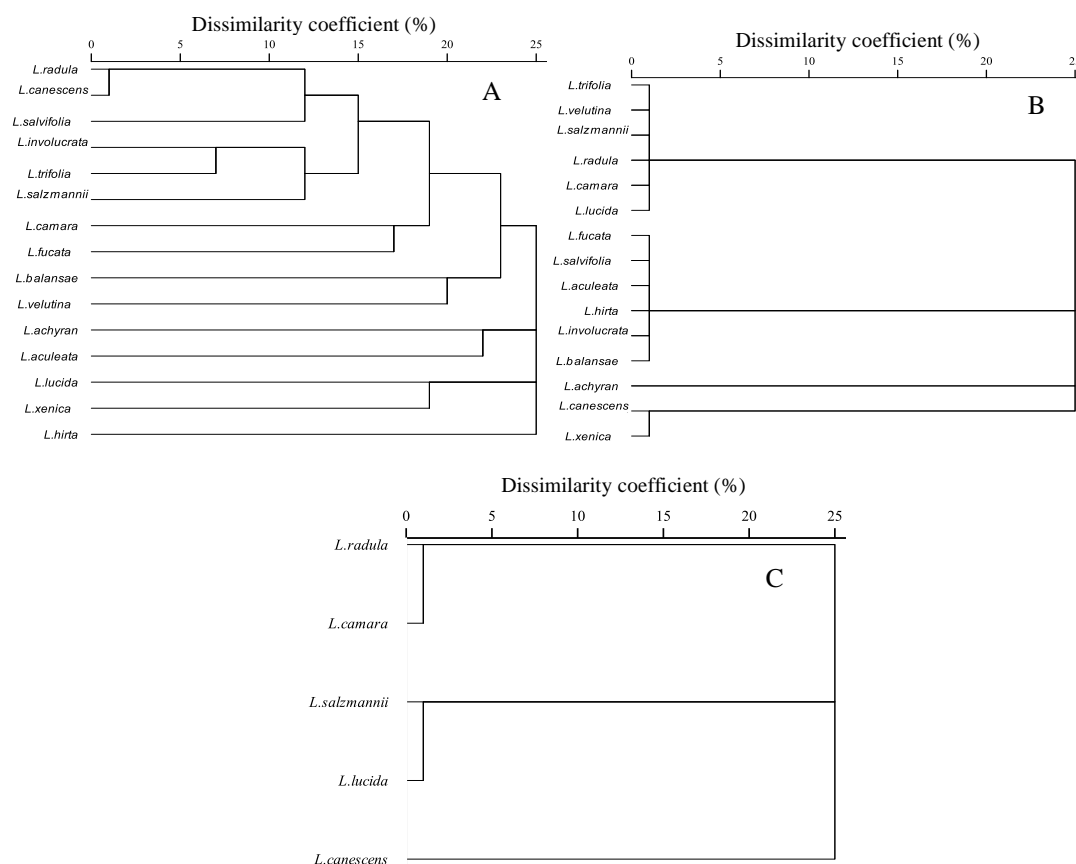 Dissimilarity coefficient (%)
0 5 10 15 20 25
L.radula
L.canescens
L.salvifolia
L.involucrata
L.trifolia
L.salzmannii
L.camara
L.fucata
L.balansae
L.velutina
L.achyran
L.aculeata
L.lucida
L.xenica
L.hirta
A
Dissimilarity coefficient (%)
0 5 10 15 20 2
L.trifolia
L.velutina
L.salzmannii
L.radula
L.camara
L.lucida
L.fucata
L.salvifolia
L.aculeata
L.hirta
L.involucrata
L.balansae
L.achyran
L.canescens
L.xenica
B
Dissimilarity coefficient (%)
0 5 10 15 20 25
L.radula
L.camara
L.salzmannii
L.lucida
L.canescens
C